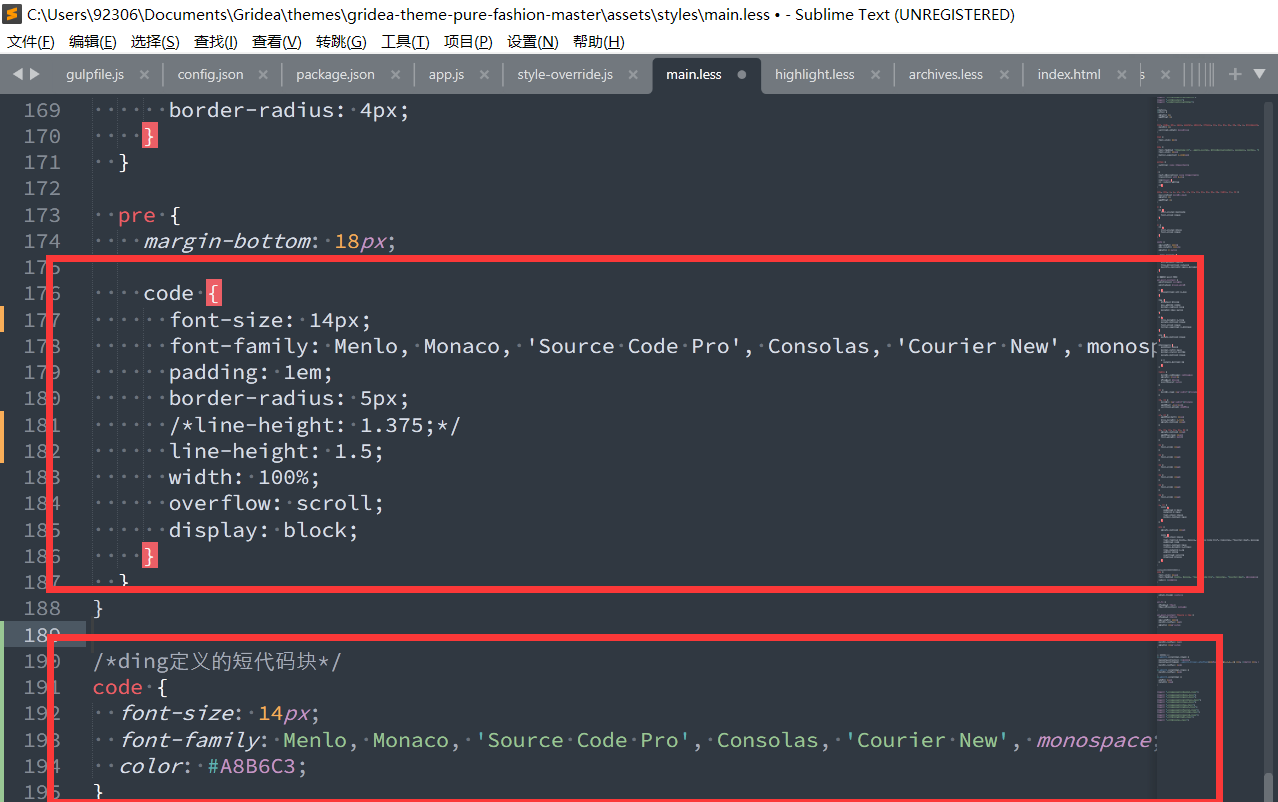 C:\Users\92306\Documents\Gridea\themes\gridea-theme-pure-fashion-master\assets\styles\main.less • - Sublime Text (UNREGISTERED)
文件(F) 编辑(E) 选择(S) 查找(I) 查看(V) 转跳(G) 工具(T) 项目(P) 设置(N) 帮助(H)
gulpfile.js × config.json × package.json × app.js × style-override.js × main.less highlight.less × archives.less × index.html × s × + ▼
169 border-radius: 4px;
170 }
171 }
172
173 pre {
174 margin-bottom: 18px;
175
176 code {
177 font-size: 14px;
178 font-family: Menlo, Monaco, 'Source Code Pro', Consolas, 'Courier New', monosp
179 padding: 1em;
180 border-radius: 5px;
181 /*line-height: 1.375;*/
182 line-height: 1.5;
183 width: 100%;
184 overflow: scroll;
185 display: block;
186 }
187 }
188 }
189
190 /*ding定义的短代码块*/
191 code {
192 font-size: 14px;
193 font-family: Menlo, Monaco, 'Source Code Pro', Consolas, 'Courier New', monospace;
194 color: #A8B6C3;
195 }